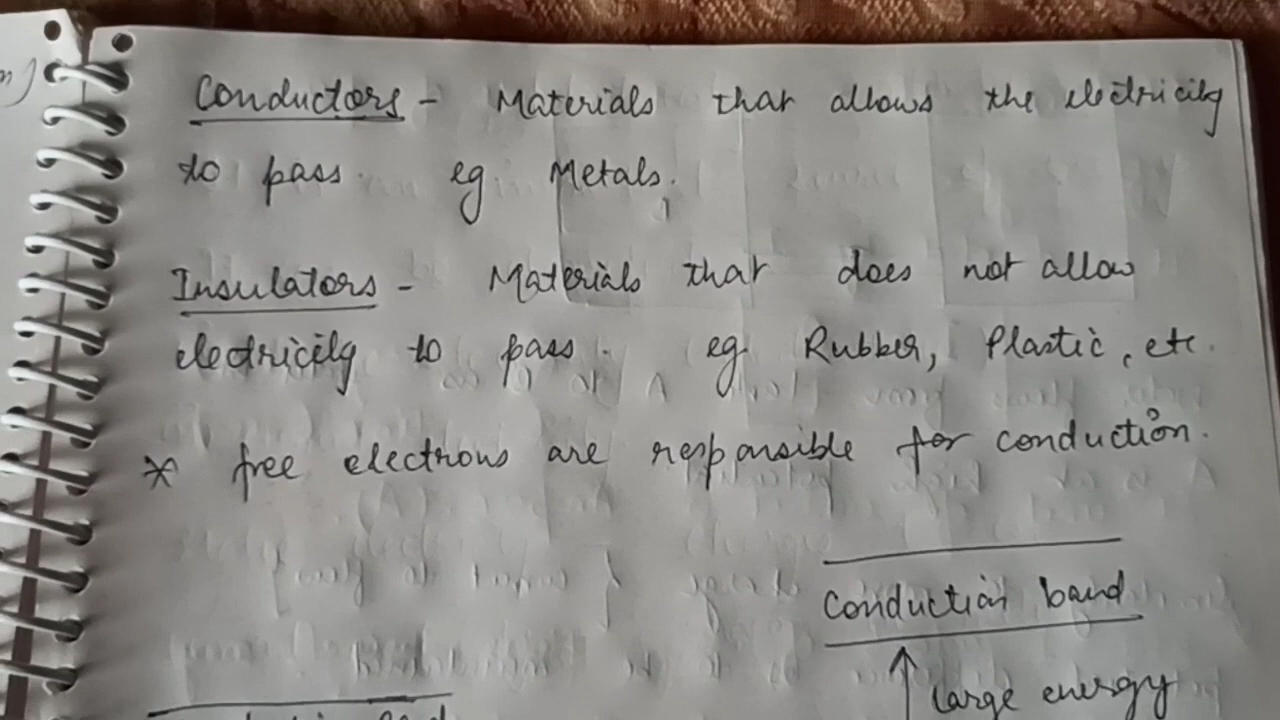 Conductors - Materials that allows the electricity
to pass. eg. Metals.
Insulators - Materials that does not allow
electricity to pass. eg. Rubber, Plastic, etc.
* free electrons are responsible for conduction.
Conduction band
large energy